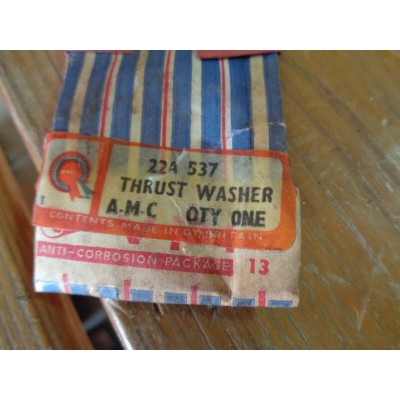 22A 537
THRUST WASHER
A-M-C QTY ONE
CONTENTS MADE IN GT. BRITAIN
ANTI-CORROSION PACKAGE 13